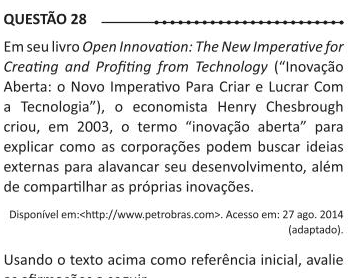 QUESTÃO 28
Em seu livro Open Innovation: The New Imperative for
Creating and Profiting from Technology (“Inovação
Aberta: o Novo Imperativo Para Criar e Lucrar Com
a Tecnologia”), o economista Henry Chesbrough
criou, em 2003, o termo “inovação aberta” para
explicar como as corporações podem buscar ideias
externas para alavancar seu desenvolvimento, além
de compartilhar as próprias inovações.
Disponível em:<http://www.petrobras.com>. Acesso em: 27 ago. 2014
(adaptado).
Usando o texto acima como referência inicial, avalie